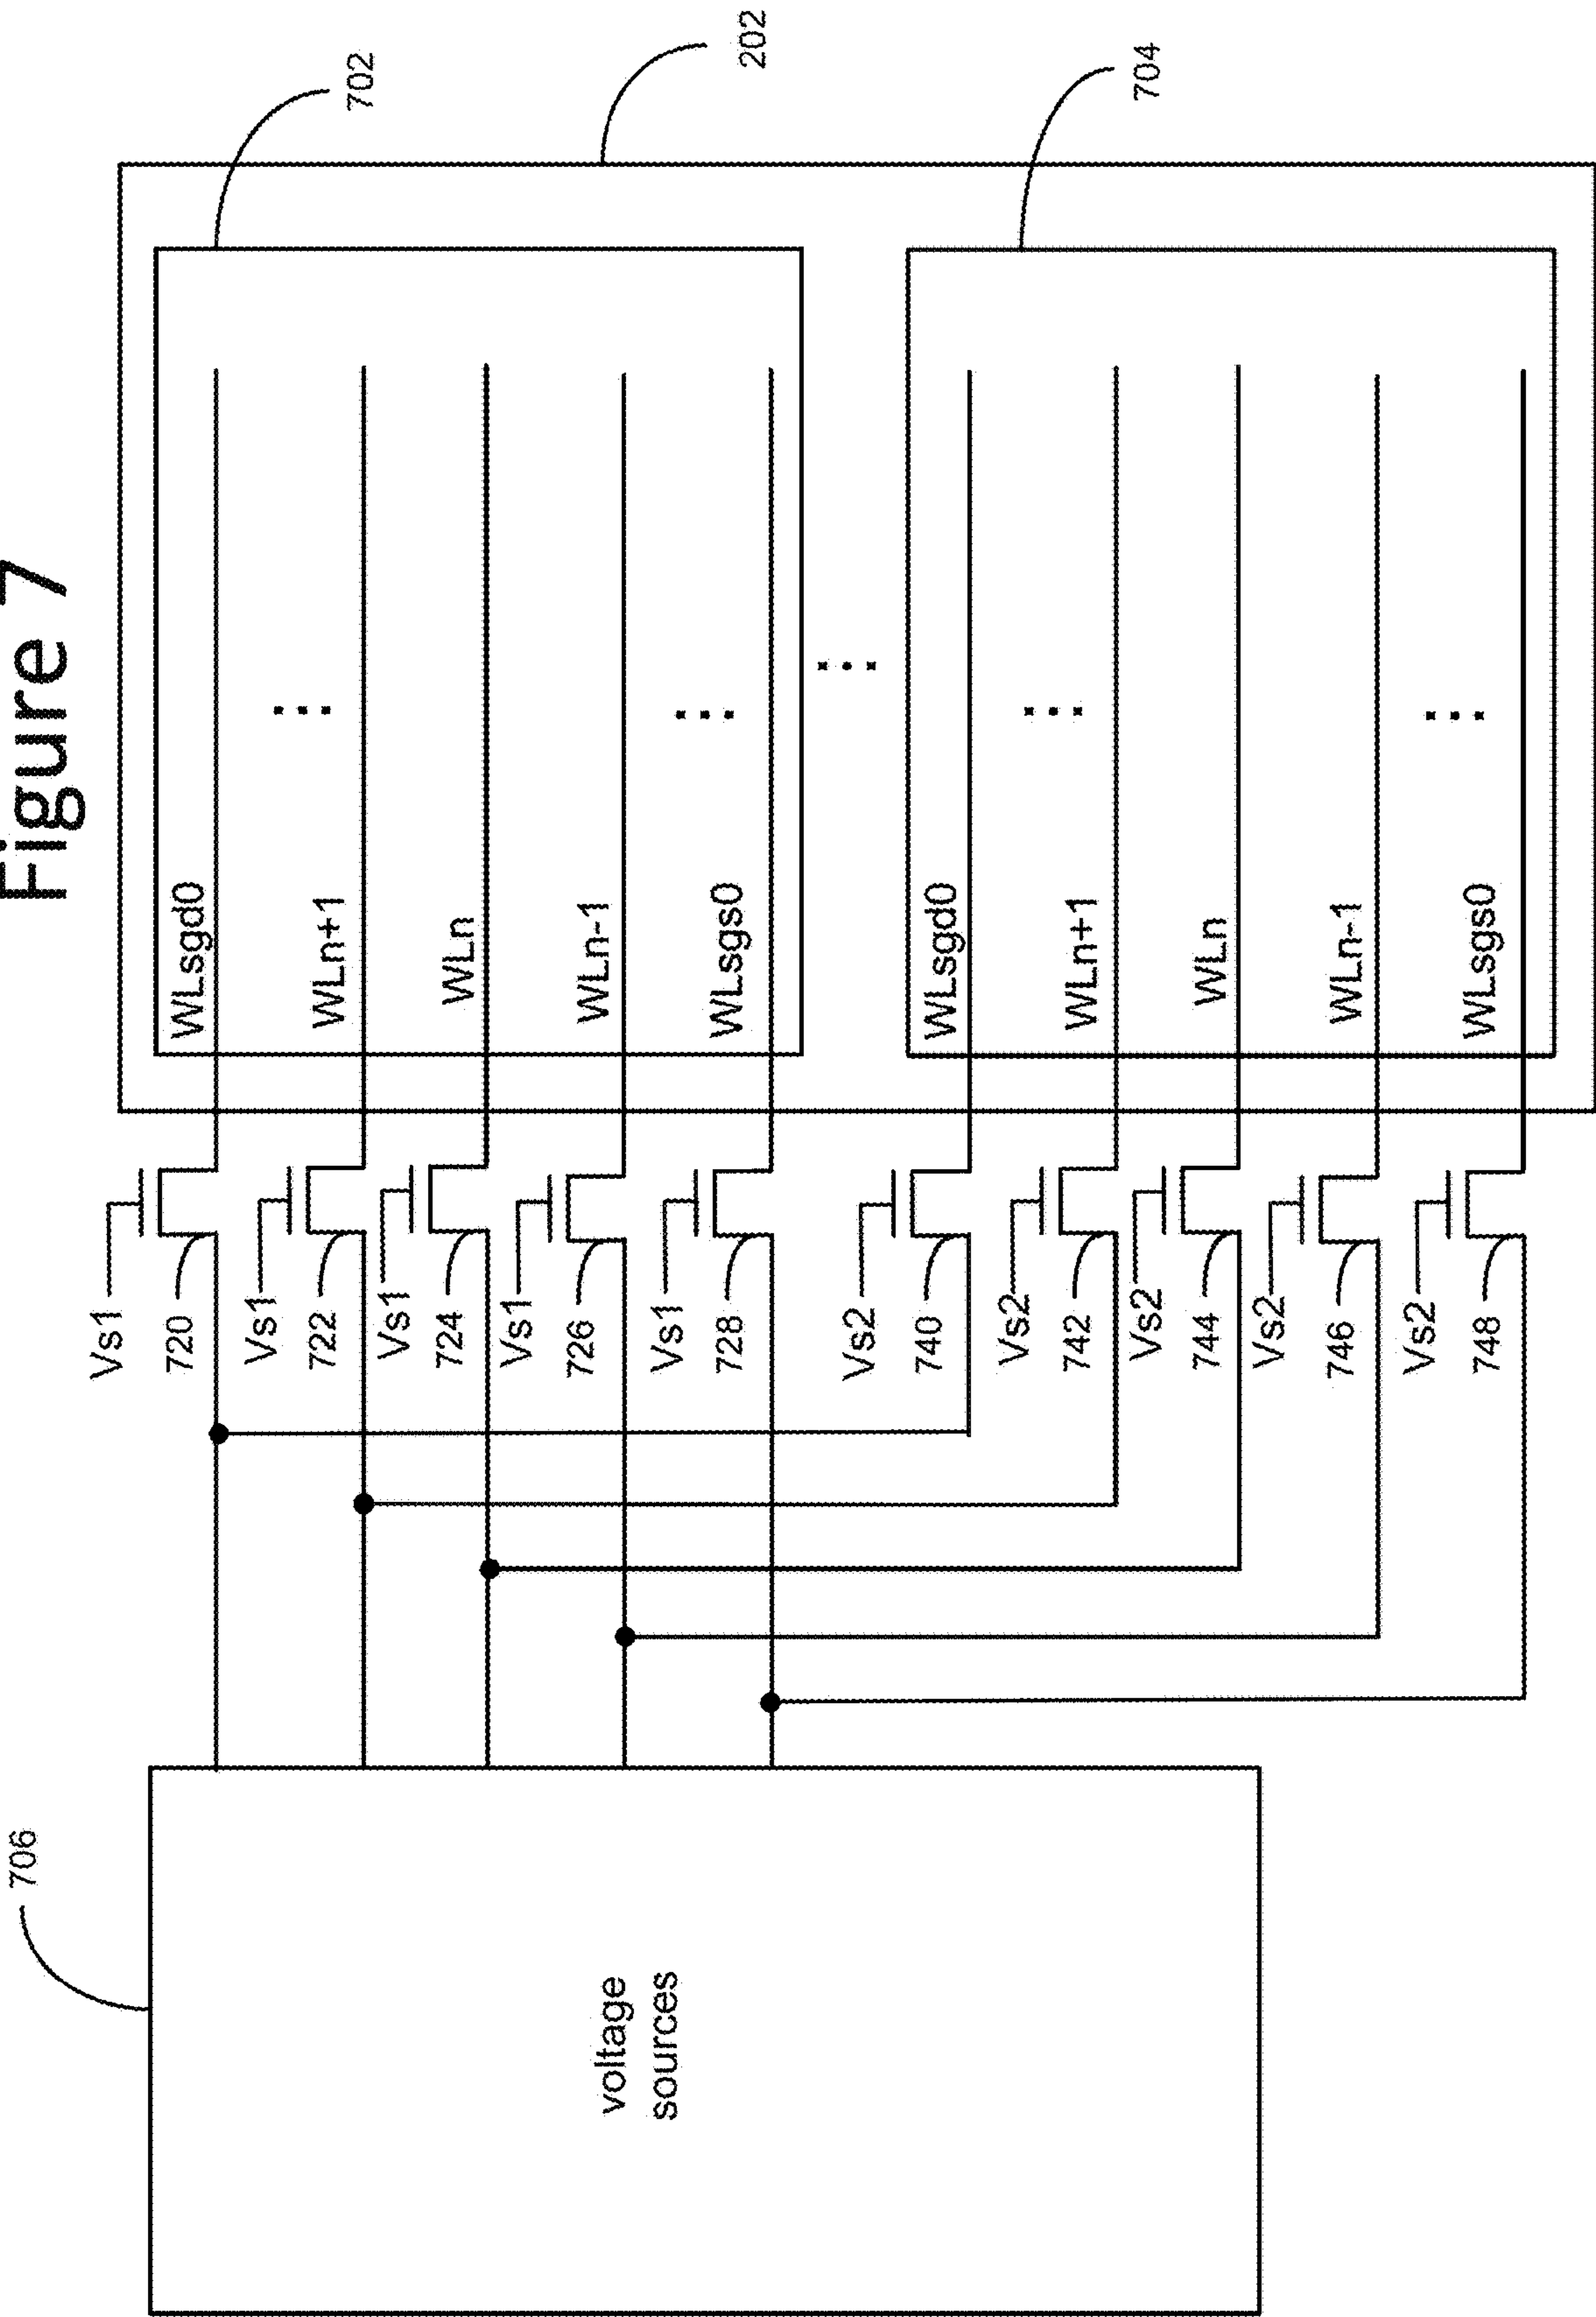 Figure 7
706
voltage
sources
Vs1
720
Vs1
722
Vs1
724
Vs1
726
Vs1
728
Vs2
740
Vs2
742
Vs2
744
Vs2
746
Vs2
748
WLsgd0
WLn+1
WLn
WLn-1
WLsgs0
WLsgd0
WLn+1
WLn
WLn-1
WLsgs0
702
202
704